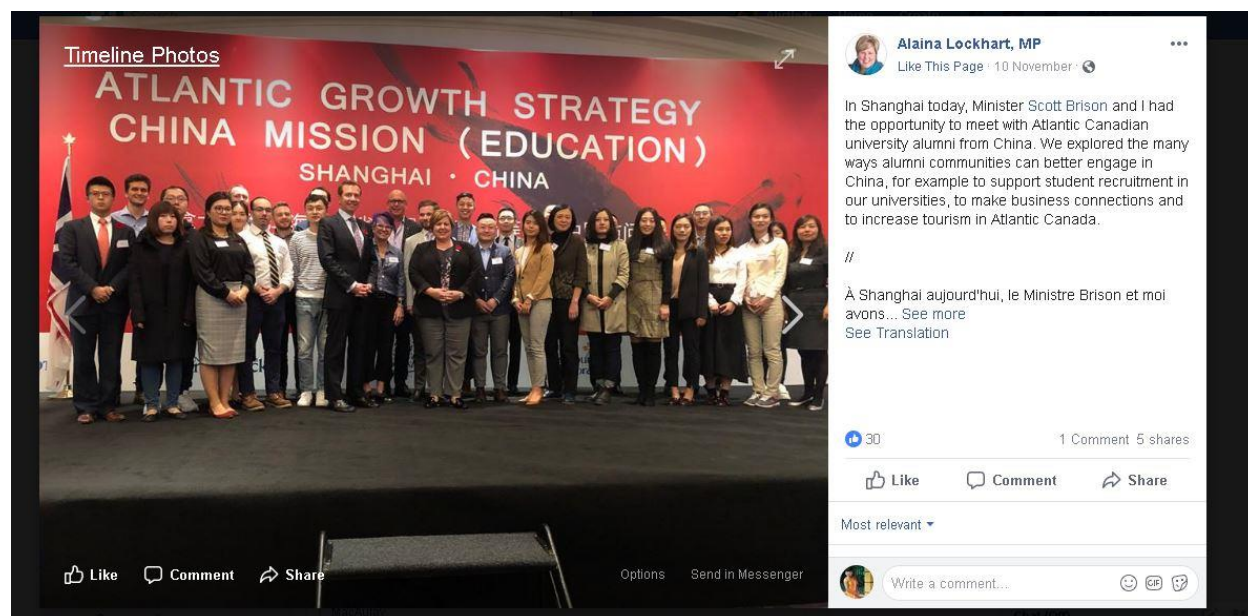 Timeline Photos
ATLANTIC GROWTH STRATEGY
CHINA MISSION (EDUCATION)
SHANGHAI · CHINA
Like Comment Share
Options Send in Messenger
Alaina Lockhart, MP
Like This Page · 10 November ·
In Shanghai today, Minister Scott Brison and I had
the opportunity to meet with Atlantic Canadian
university alumni from China. We explored the many
ways alumni communities can better engage in
China, for example to support student recruitment in
our universities, to make business connections and
to increase tourism in Atlantic Canada.
//
À Shanghai aujourd'hui, le Ministre Brison et moi
avons... See more
See Translation
30 1 Comment 5 shares
Like Comment Share
Most relevant
Write a comment...
GIF